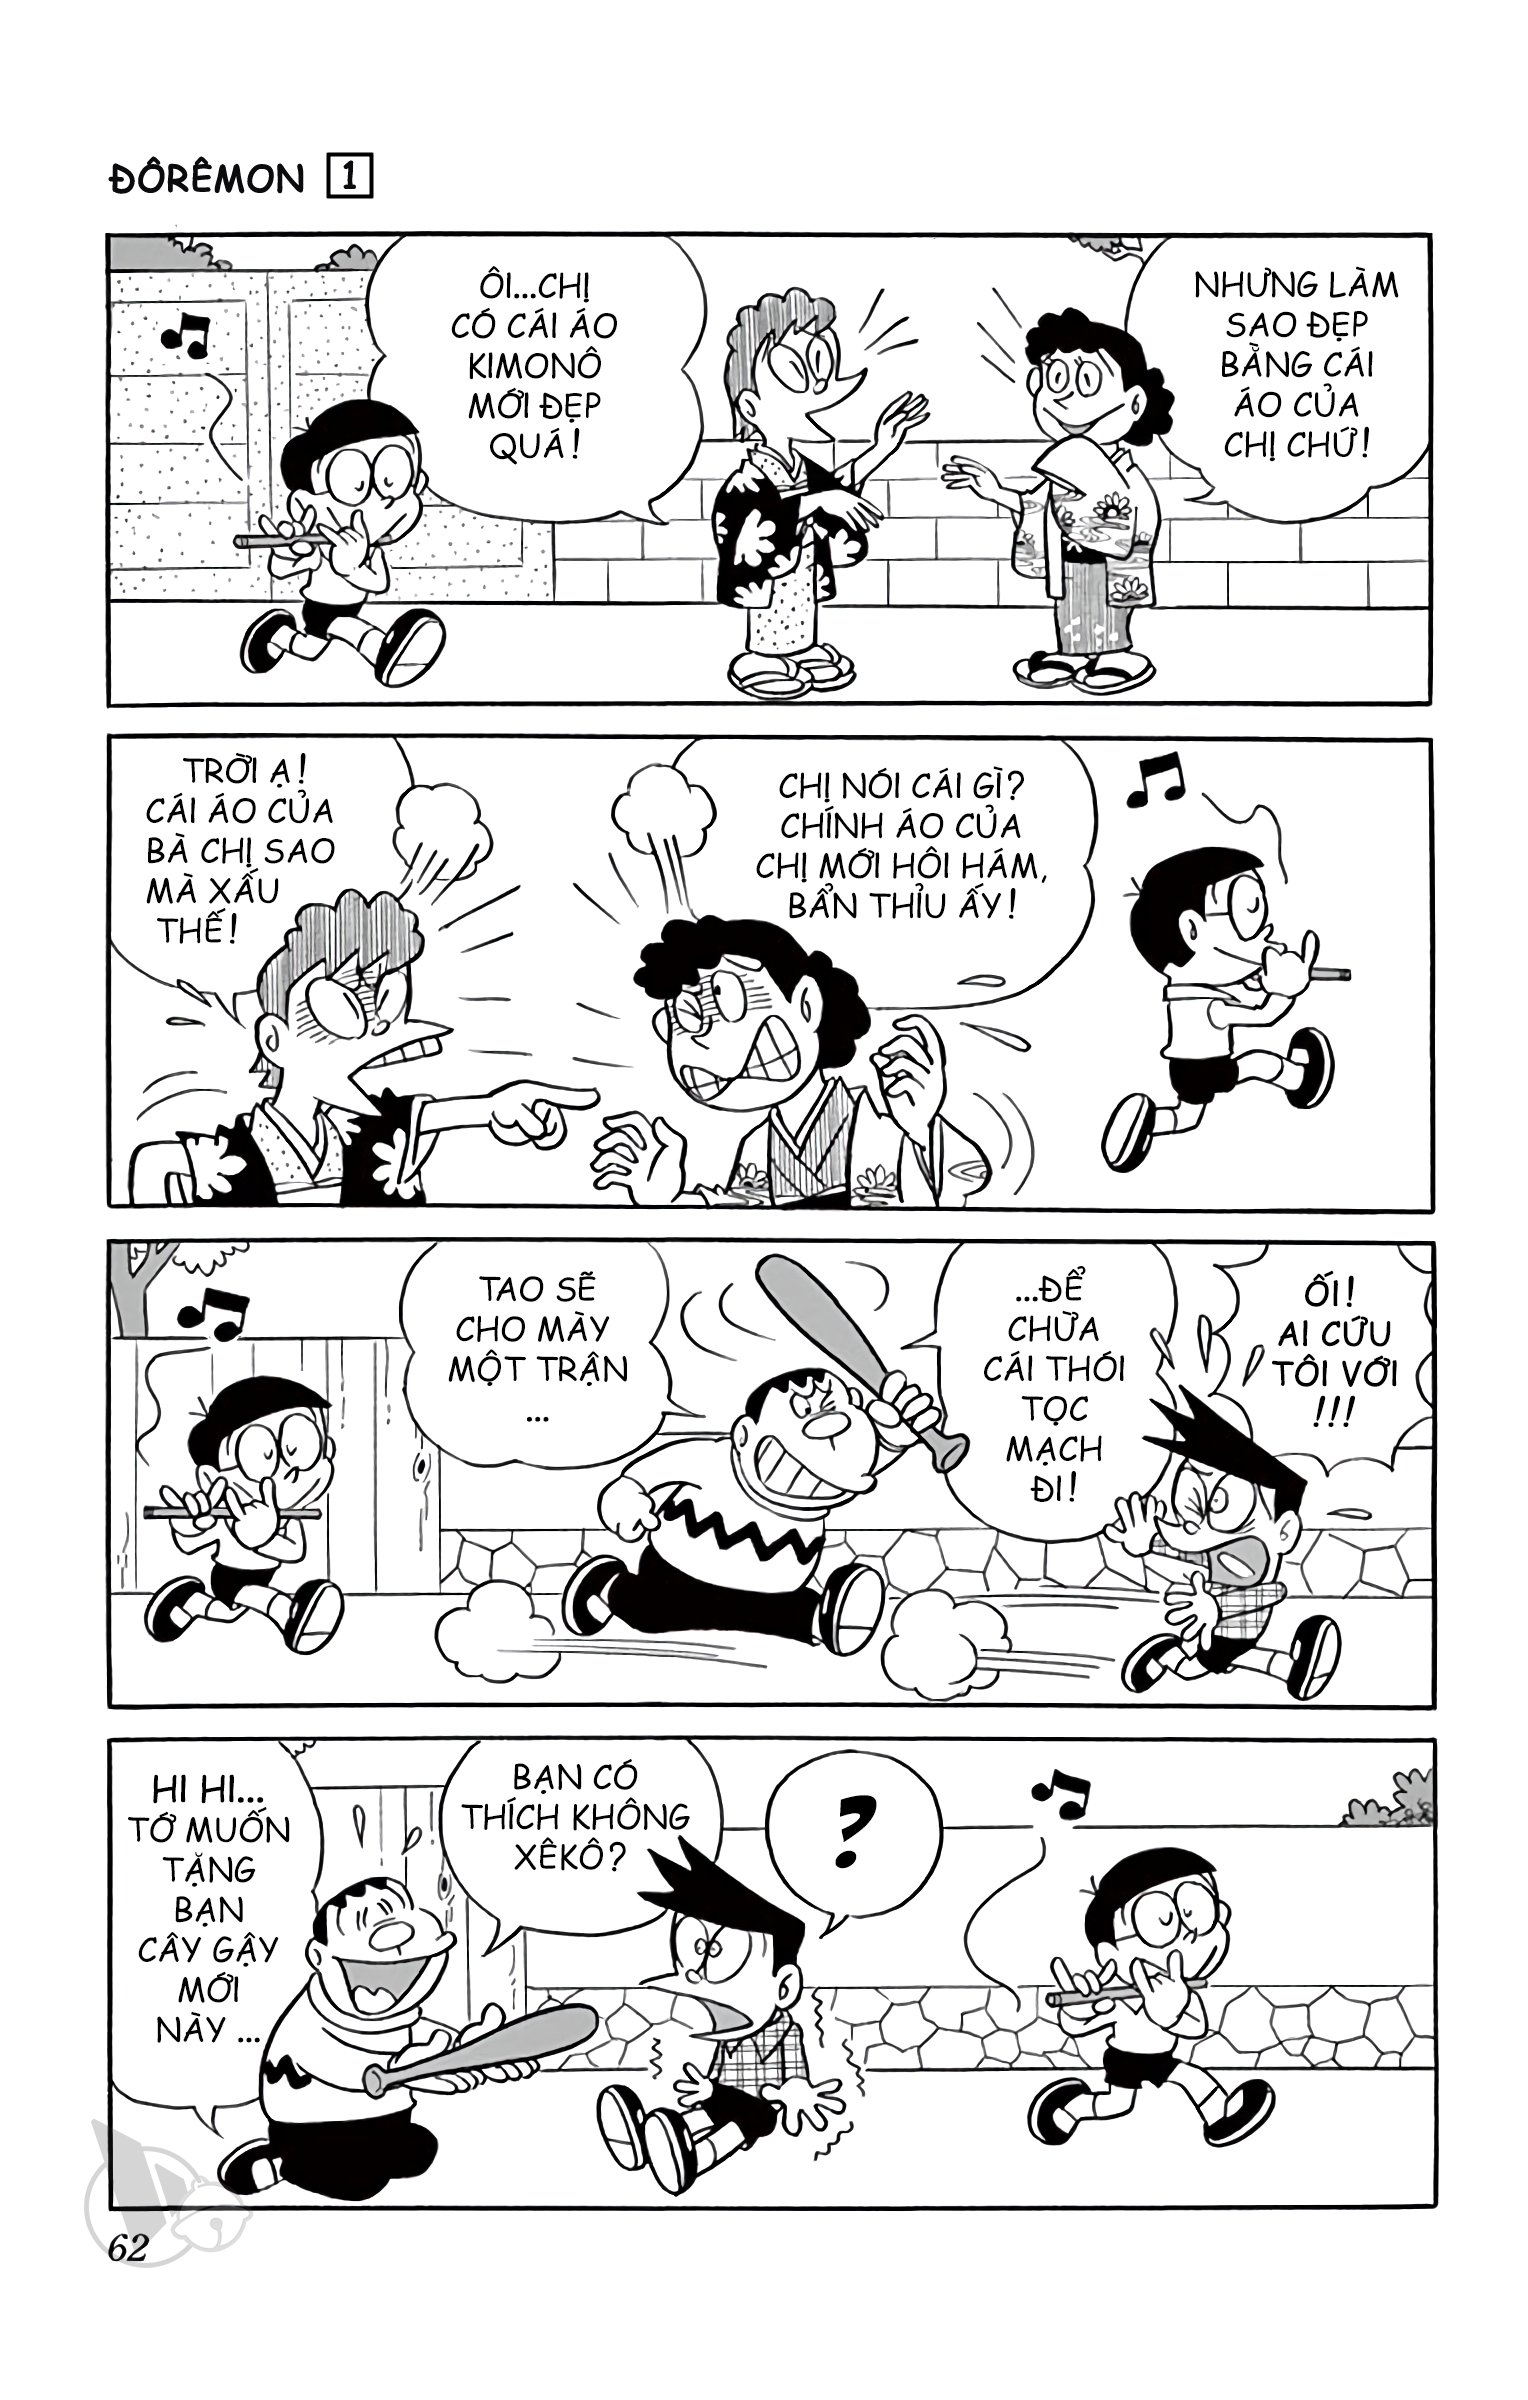 ĐÔRÊMON 1
ÔI...CHỊ
CÓ CÁI ÁO
KIMONÔ
MỚI ĐẸP
QUÁ!
NHƯNG LÀM
SAO ĐẸP
BẰNG CÁI
ÁO CỦA
CHỊ CHỨ!
TRỜI Ạ!
CÁI ÁO CỦA
BÀ CHỊ SAO
MÀ XẤU
THẾ!
CHỊ NÓI CÁI GÌ?
CHÍNH ÁO CỦA
CHỊ MỚI HÔI HÁM,
BẨN THỈU ẤY!
TAO SẼ
CHO MÀY
MỘT TRẬN
...
...ĐỂ
CHỪA
CÁI THÓI
TỌC
MẠCH
ĐI!
ỐI!
AI CỨU
TÔI VỚI
!!!
HI HI...
TỚ MUỐN
TẶNG
BẠN
CÂY GẬY
MỚI
NÀY ...
BẠN CÓ
THÍCH KHÔNG
XÊKÔ?
?
62